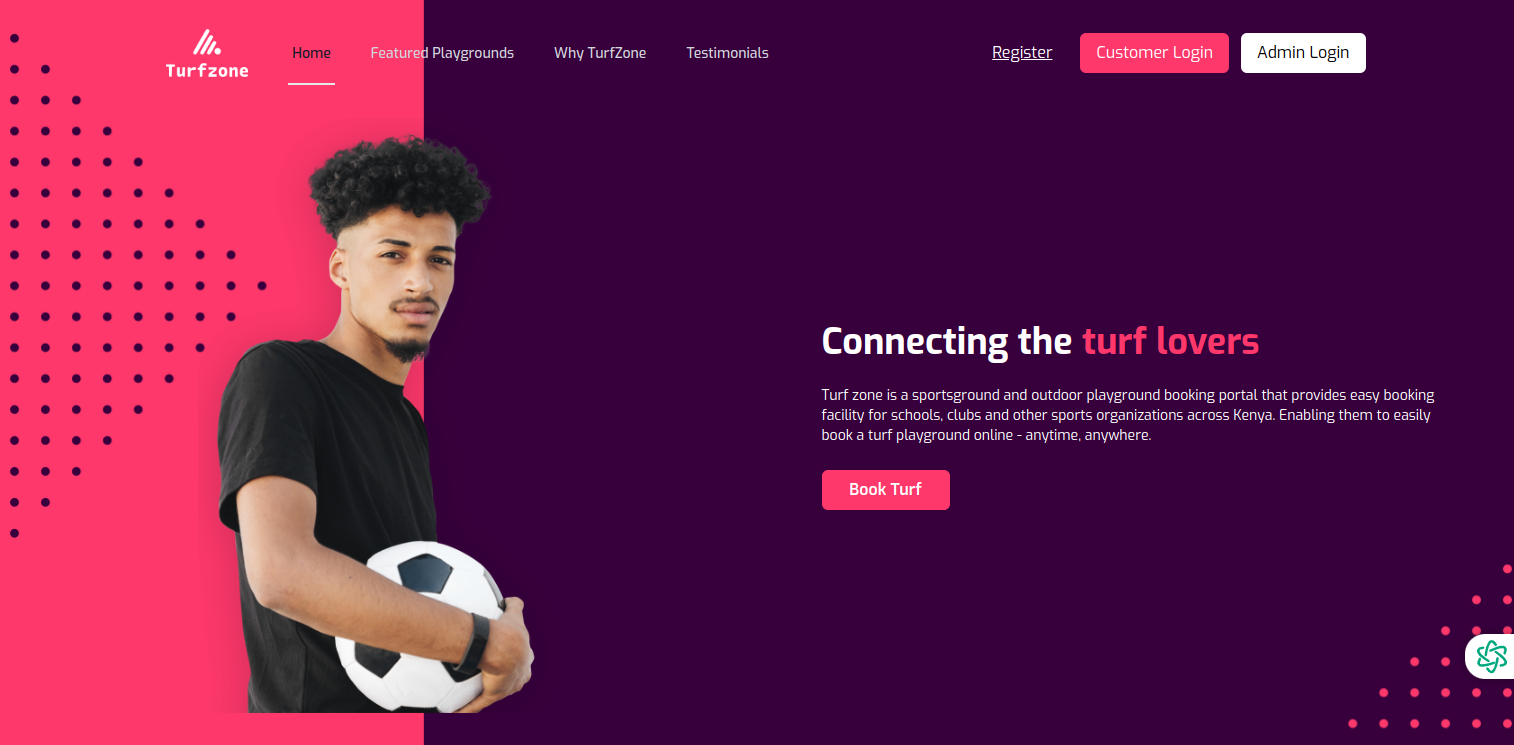 Turfzone
Home
Featured Playgrounds
Why TurfZone
Testimonials
Register
Customer Login
Admin Login
Connecting the turf lovers
Turf zone is a sportsground and outdoor playground booking portal that provides easy booking
facility for schools, clubs and other sports organizations across Kenya. Enabling them to easily
book a turf playground online - anytime, anywhere.
Book Turf